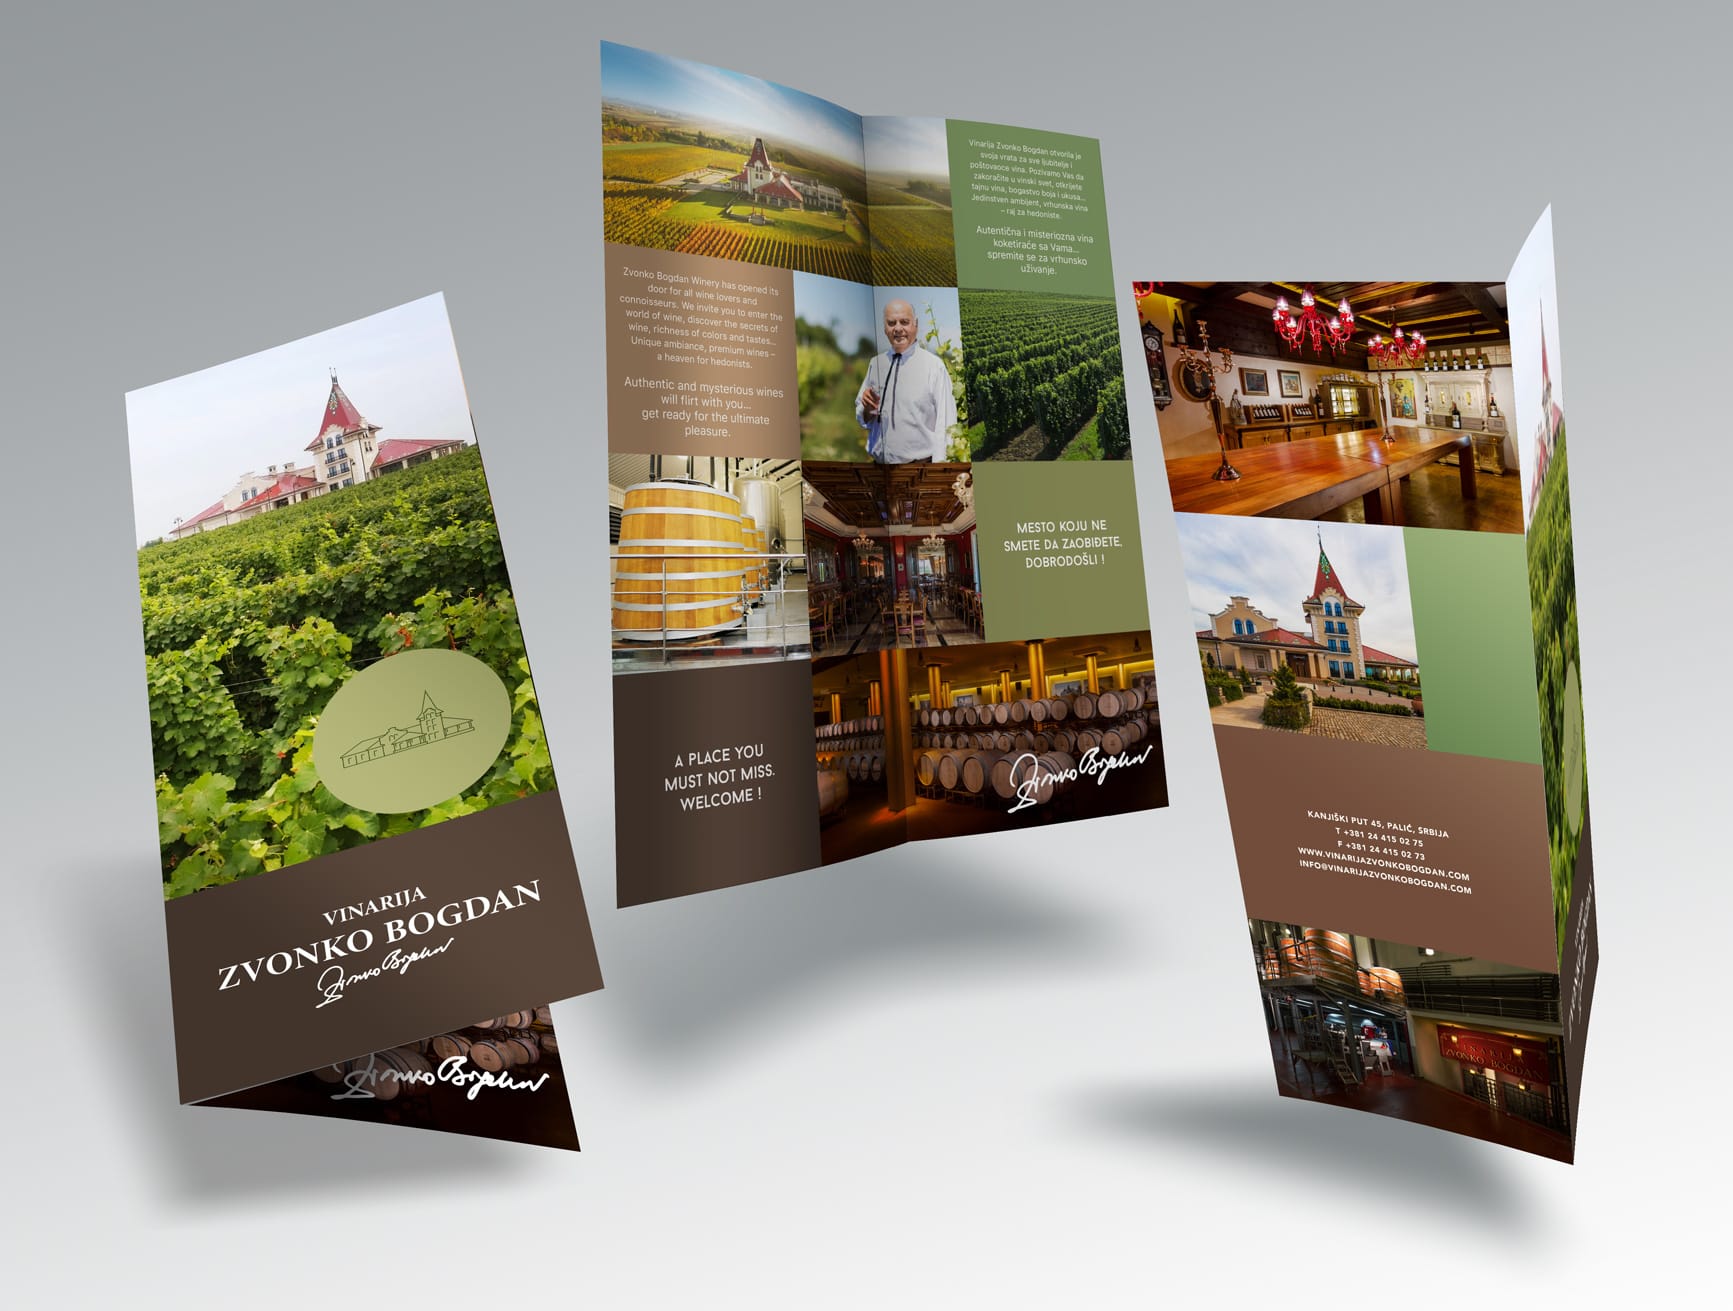 VINARIJA
ZVONKO BOGDAN
Zvonko Bogdan
Zvonko Bogdan
Zvonko Bogdan Winery has opened its
door for all wine lovers and
connoisseurs. We invite you to enter the
world of wine, discover the secrets of
wine, richness of colors and tastes...
Unique ambiance, premium wines –
a heaven for hedonists.
Authentic and mysterious wines
will flirt with you...
get ready for the ultimate
pleasure.
A PLACE YOU
MUST NOT MISS.
WELCOME !
Vinarija Zvonko Bogdan otvorila je
svoja vrata za sve ljubitelje i
poštovaoce vina. Pozivamo Vas da
zakoračite u vinski svet, otkrijete
tajnu vina, bogastvo boja i ukusa...
Jedinstven ambijent, vrhunska vina
– raj za hedoniste.
Autentična i misteriozna vina
koketiraće sa Vama...
spremite se za vrhunsko
uživanje.
MESTO KOJU NE
SMETE DA ZAOBIĐETE,
DOBRODOŠLI !
Zvonko Bogdan
KANJIŠKI PUT 45, PALIĆ, SRBIJA
T +381 24 415 02 75
F +381 24 415 02 73
WWW.VINARIJAZVONKOBOGDAN.COM
INFO@VINARIJAZVONKOBOGDAN.COM
VINARIJA
ZVONKO BOGDAN